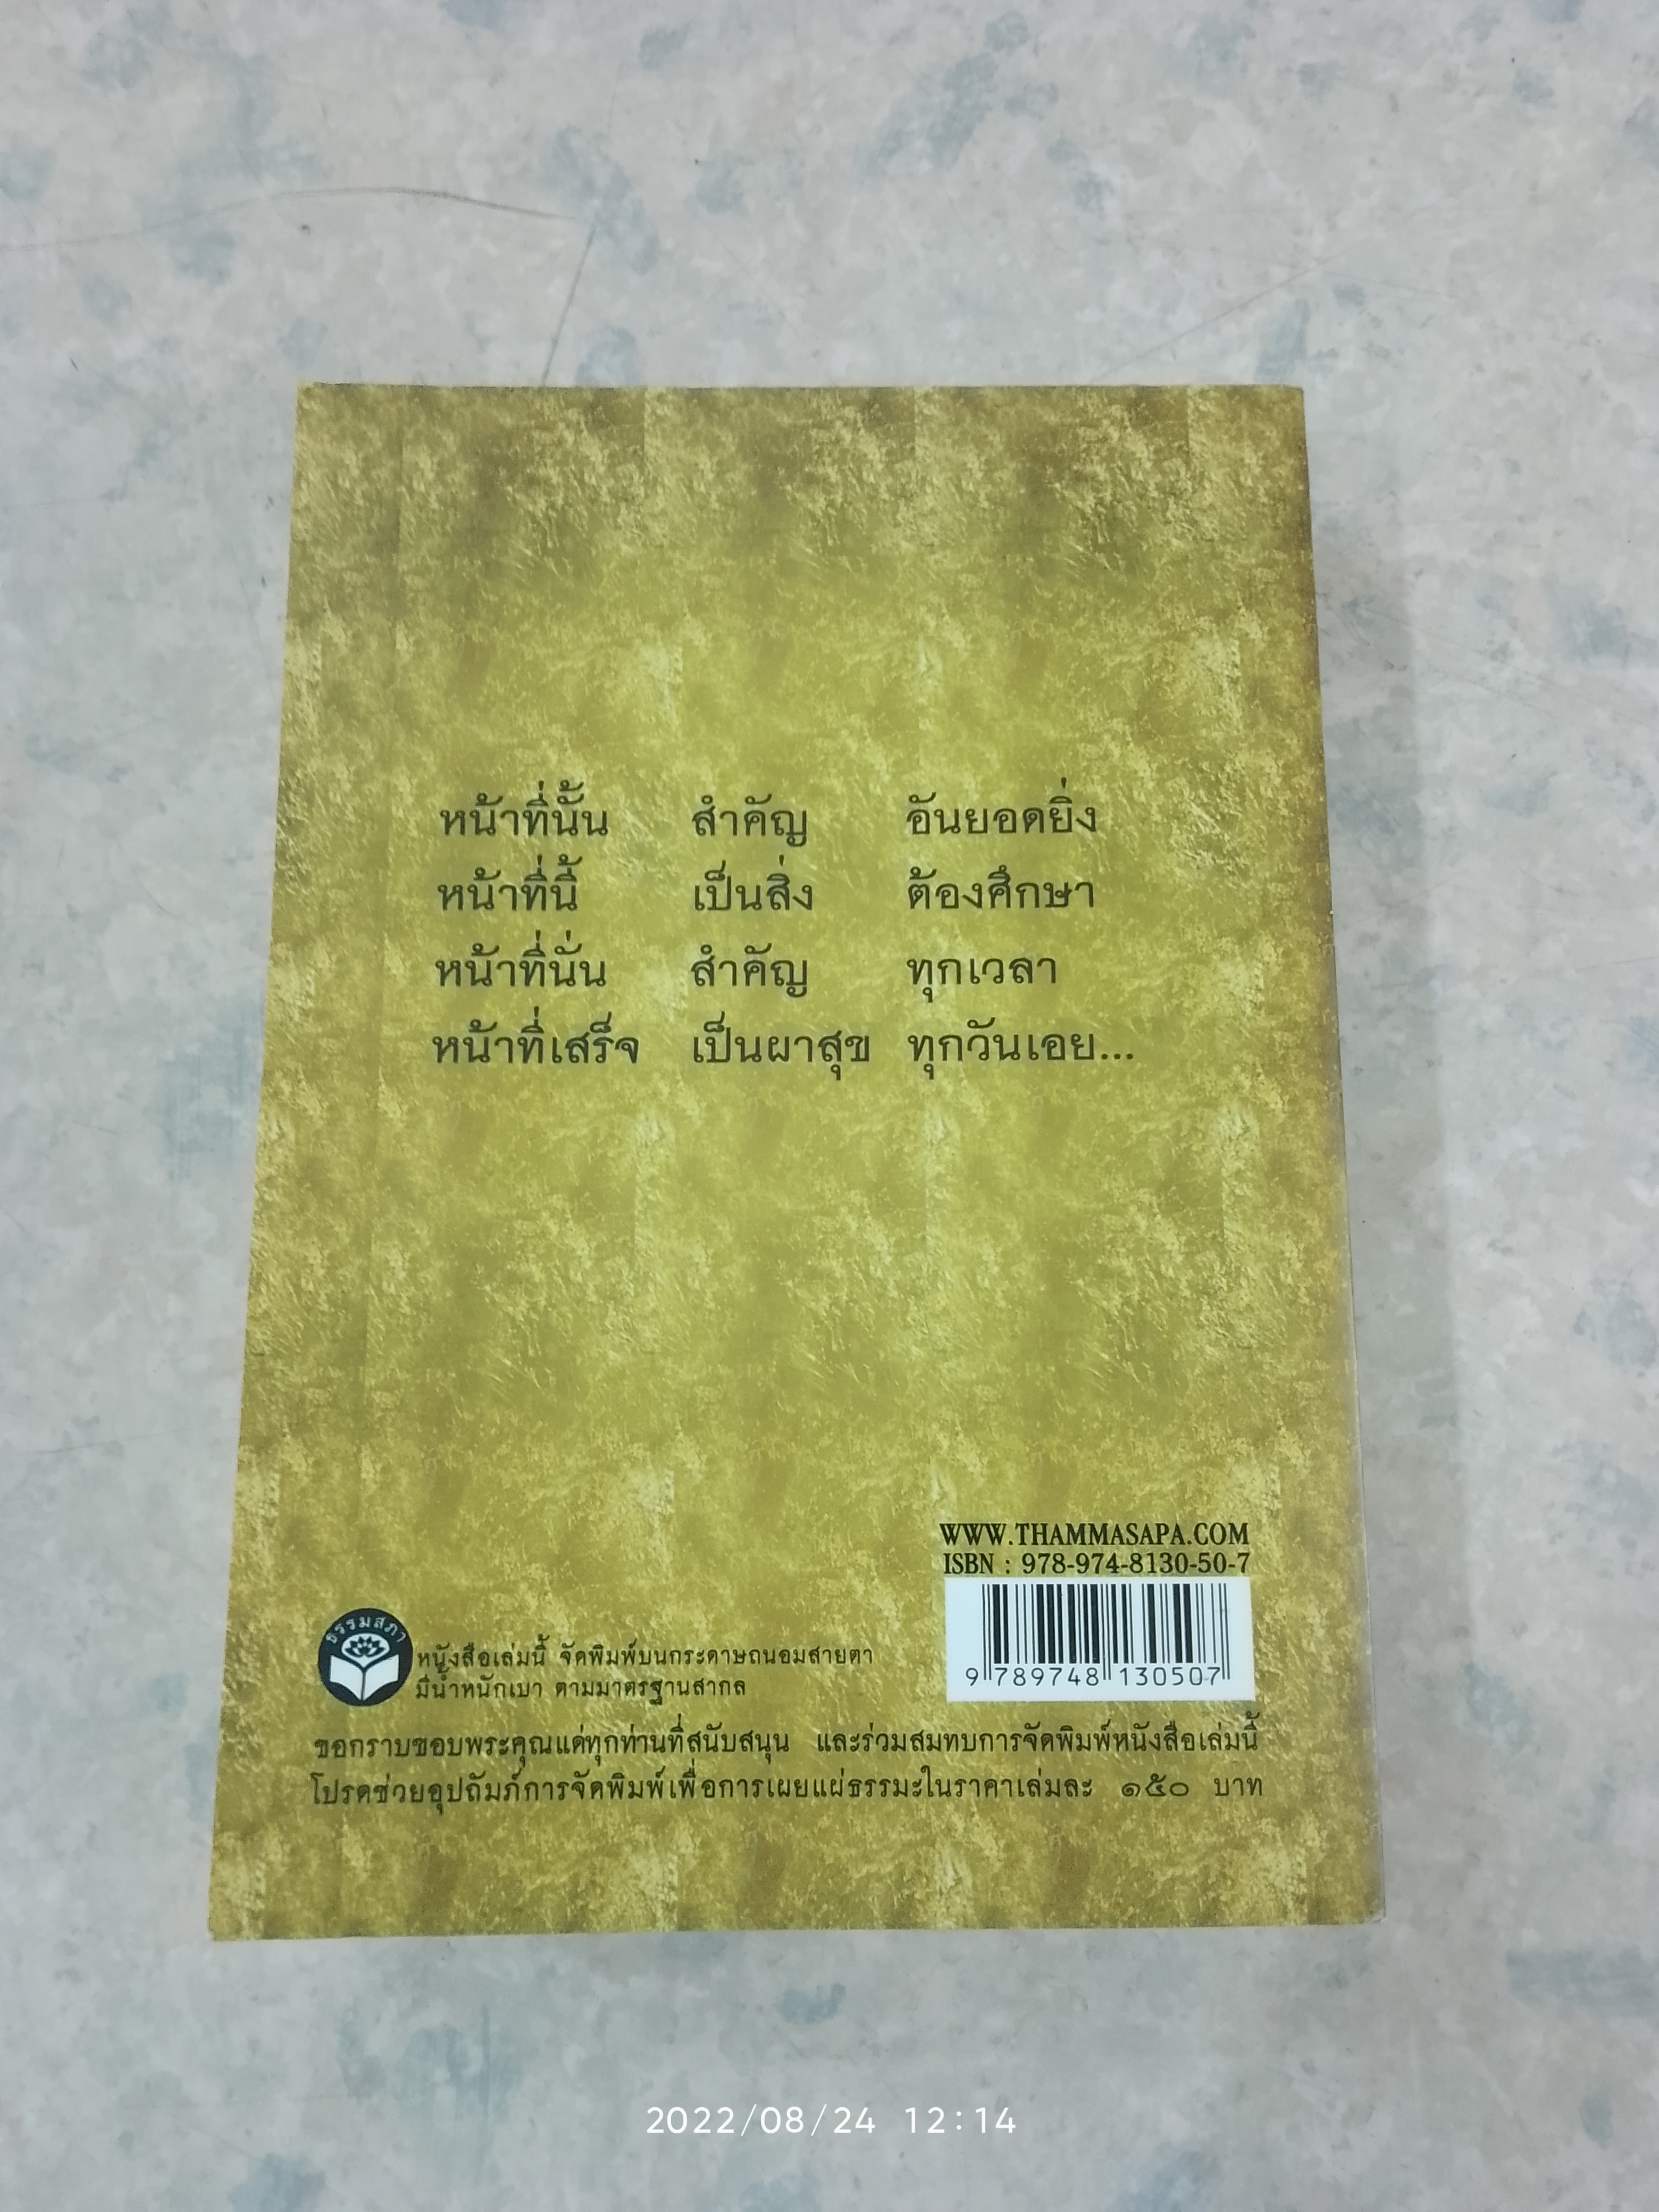 หน้าที่นั้น สำคัญ อันยอดยิ่ง
หน้าที่นี้ เป็นสิ่ง ต้องศึกษา
หน้าที่นั่น สำคัญ ทุกเวลา
หน้าที่เสร็จ เป็นผาสุข ทุกวันเอย...
WWW.THAMMASAPA.COM
ISBN : 978-974-8130-50-7
9 789748 130507
ธรรมสภา
หนังสือเล่มนี้ จัดพิมพ์บนกระดาษถนอมสายตา
มีน้ำหนักเบา ตามมาตรฐานสากล
ขอกราบขอบพระคุณแด่ทุกท่านที่สนับสนุน และร่วมสมทบการจัดพิมพ์หนังสือเล่มนี้
โปรดช่วยอุปถัมภ์การจัดพิมพ์เพื่อการเผยแผ่ธรรมะในราคาเล่มละ ๑๕๐ บาท
2022/08/24 12:14